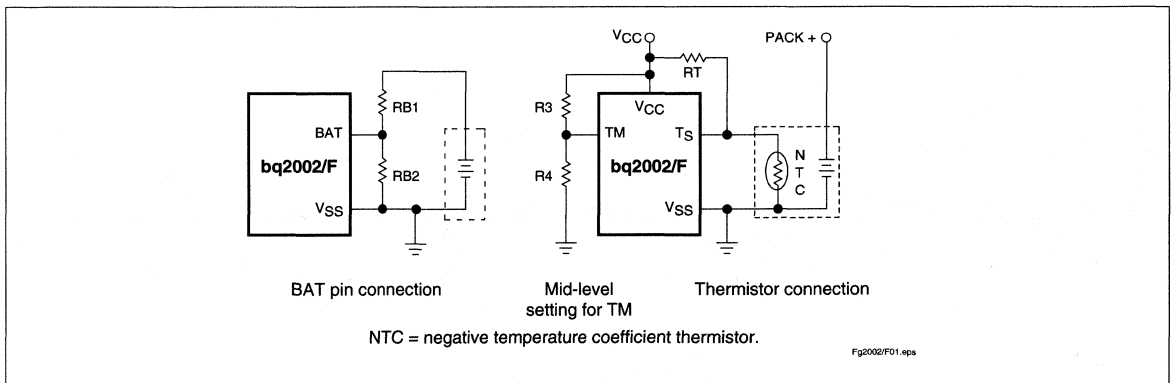 RB1
BAT
bq2002/F
RB2
VSS
BAT pin connection
VCC
RT
R3
VCC
TM
TS
bq2002/F
R4
VSS
Mid-level
setting for TM
PACK +
N
T
C
Thermistor connection
NTC = negative temperature coefficient thermistor.
Fg2002/F01.eps